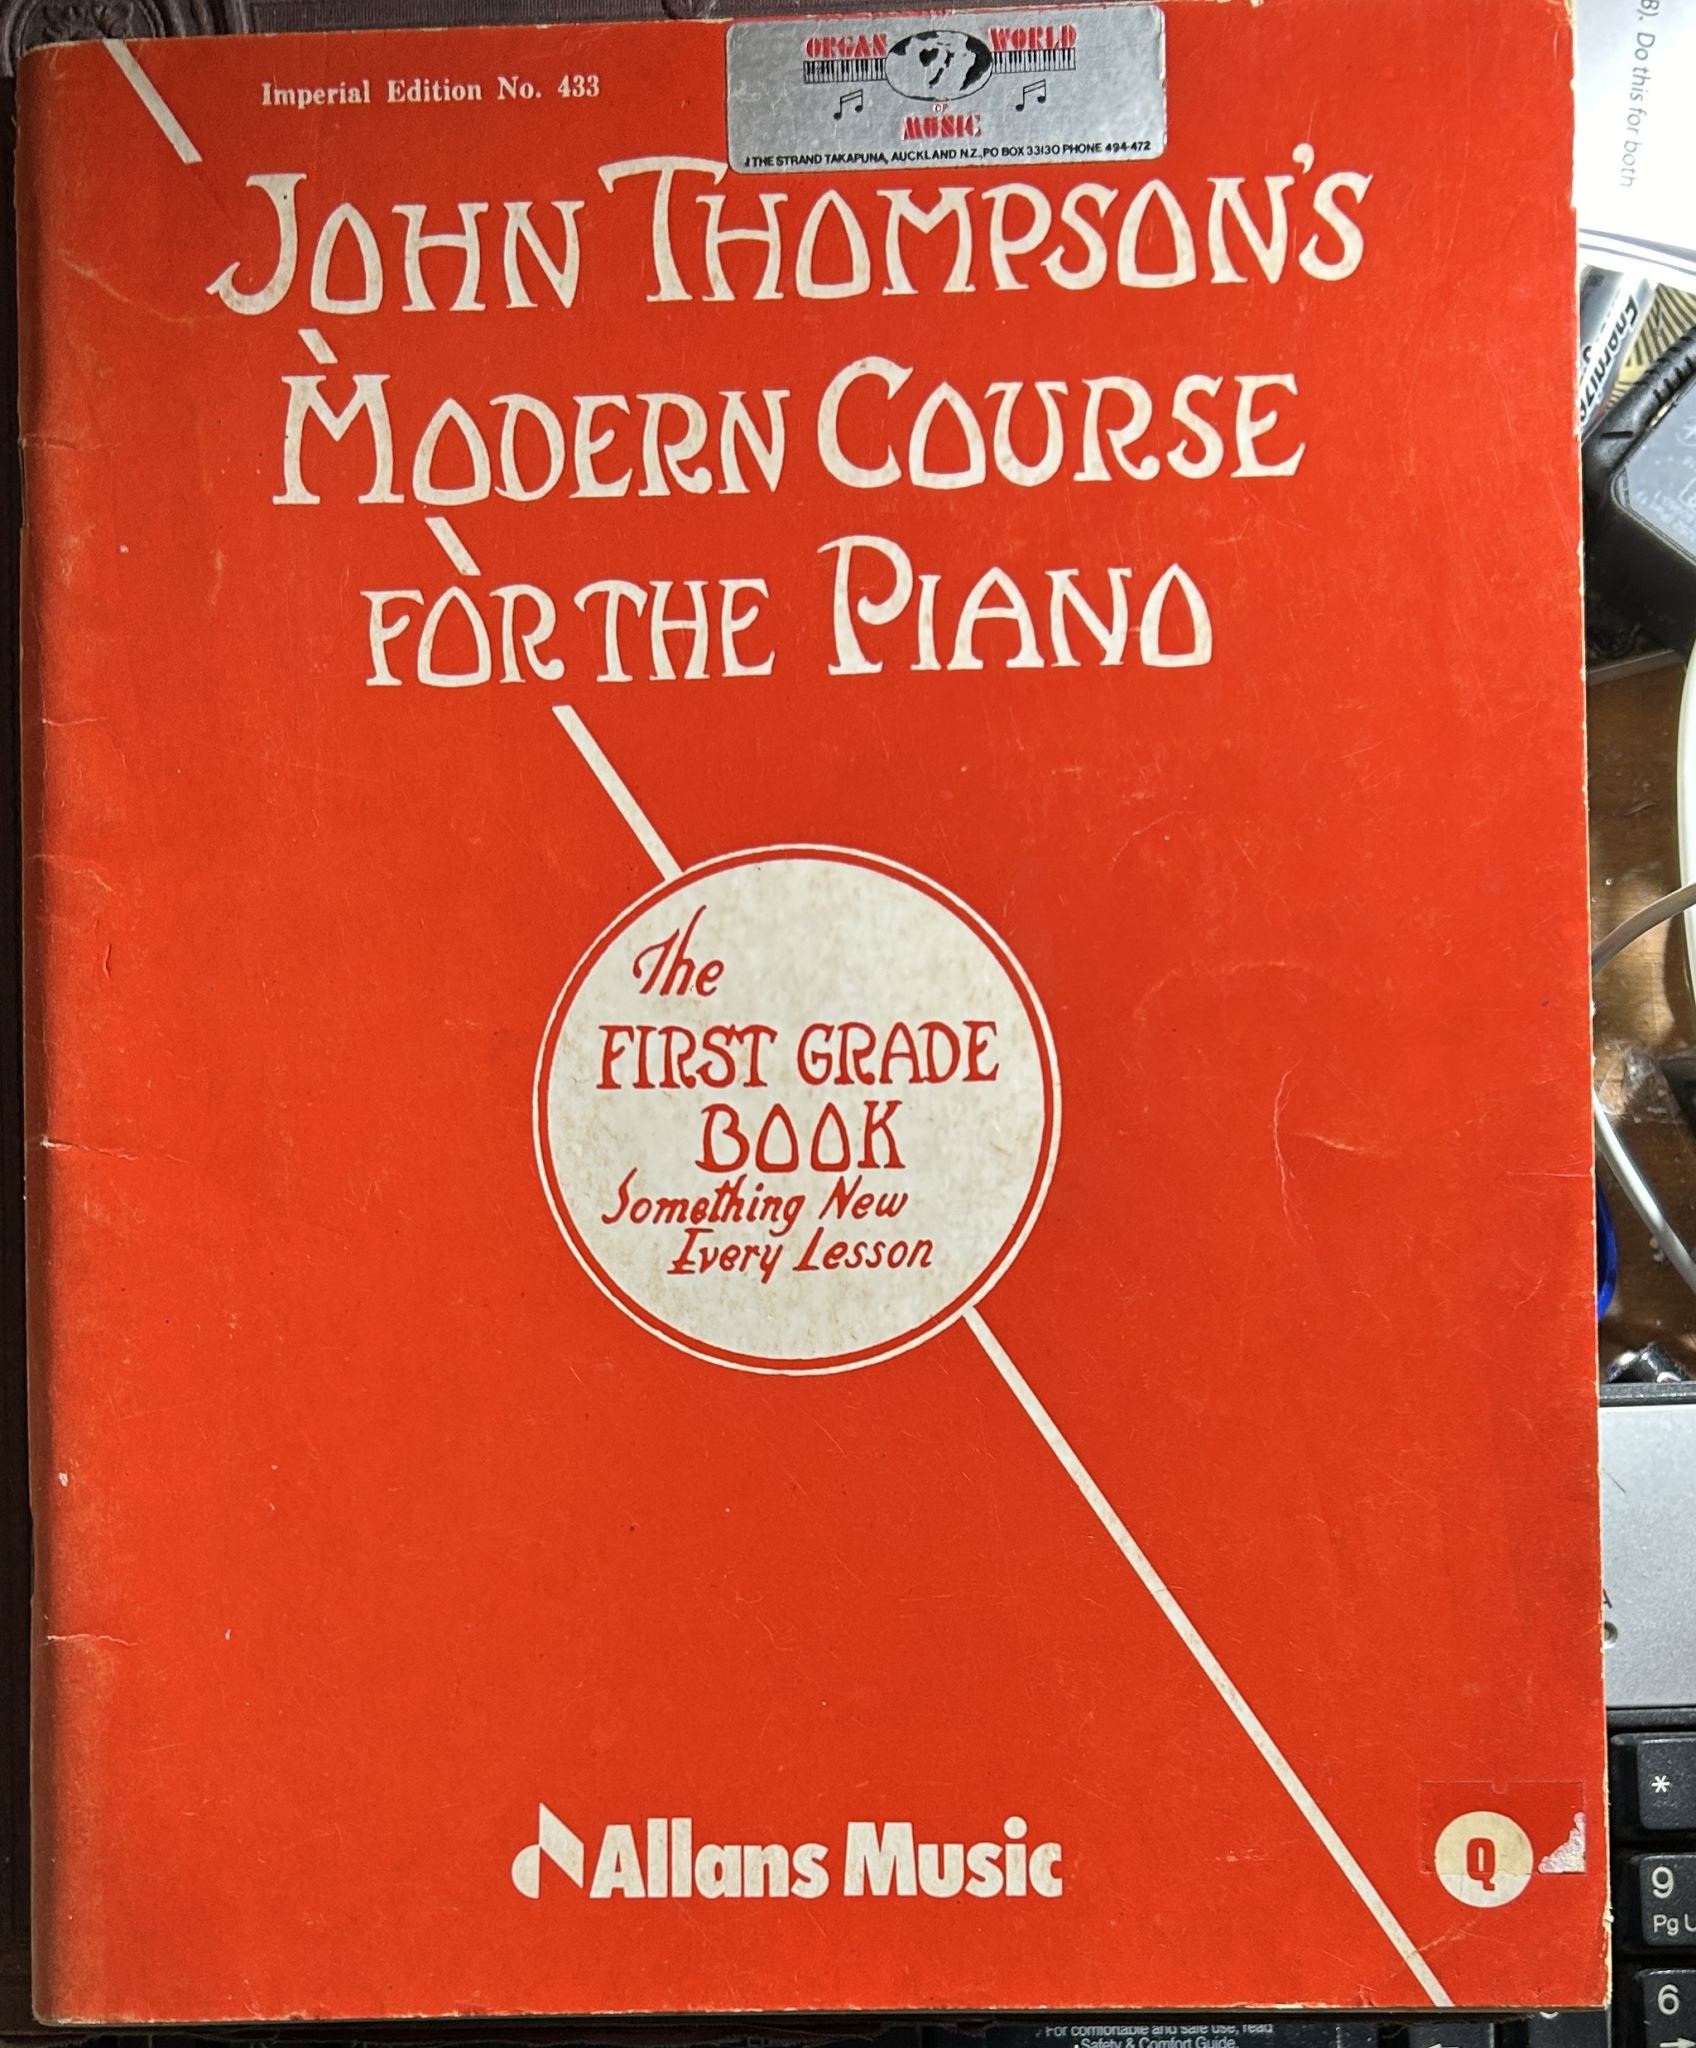 Imperial Edition No. 433
ORGAN WORLD
OF
MUSIC
THE STRAND TAKAPUNA, AUCKLAND N.Z., PO BOX 33130 PHONE 494-472
JOHN THOMPSON'S
MODERN COURSE
FOR THE PIANO
The
FIRST GRADE
BOOK
Something New
Every Lesson
Allans Music
Q
8). Do this for both
Energizer
*
9
Pg U
6
For comfortable and safe use, read
Safety & Comfort Guide.